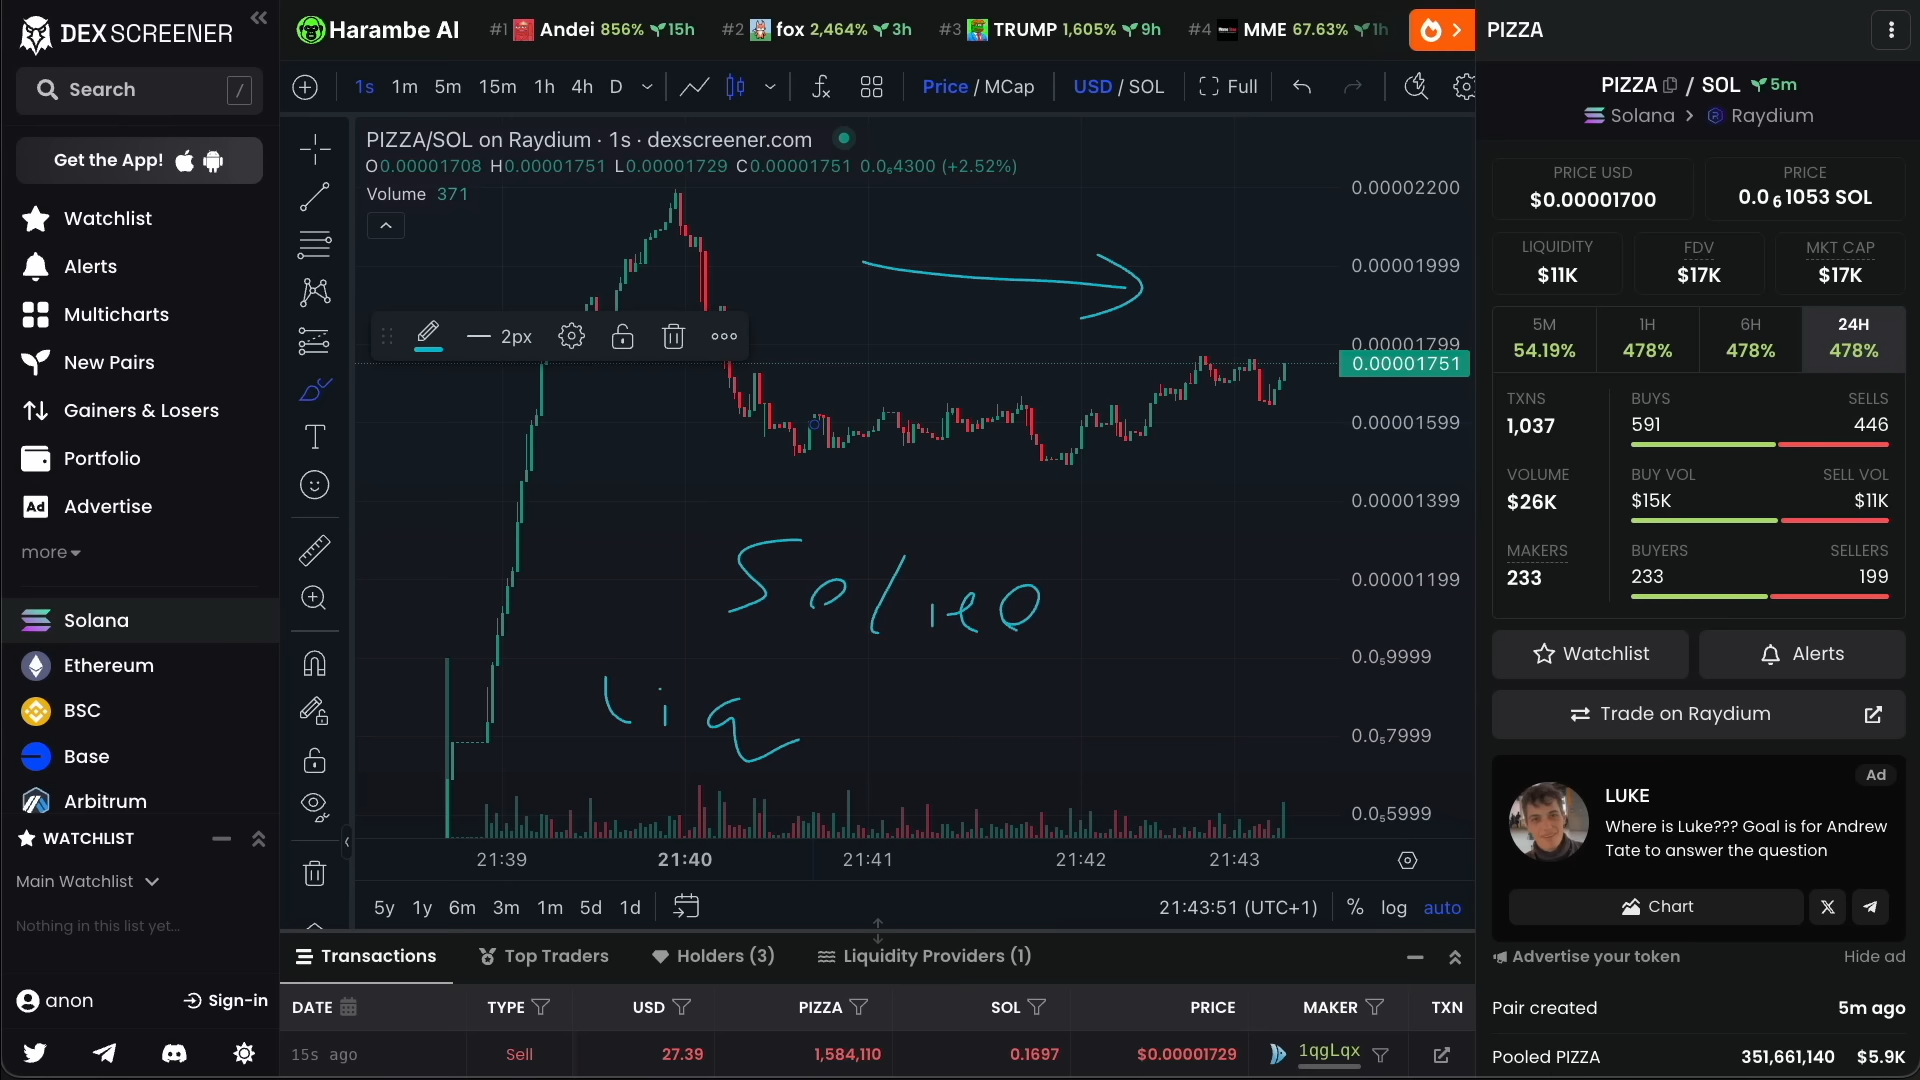 DEX SCREENER
Search
/
Get the App!
Watchlist
Alerts
Multicharts
New Pairs
Gainers & Losers
Portfolio
Ad Advertise
more
Solana
Ethereum
BSC
Base
Arbitrum
WATCHLIST
Main Watchlist
Nothing in this list yet...
anon Sign-in
Harambe AI #1 Andei 856% 15h #2 fox 2,464% 3h #3 TRUMP 1,605% 9h #4 MME 67.63% 1h
1s 1m 5m 15m 1h 4h D Price / MCap USD / SOL Full
PIZZA/SOL on Raydium · 1s · dexscreener.com
O0.00001708 H0.00001751 L0.00001729 C0.00001751 0.0₆4300 (+2.52%)
Volume 371
0.00002200
0.00001999
0.00001799
0.00001751
0.00001599
0.00001399
0.00001199
0.0₅9999
0.0₅7999
0.0₅5999
2px
liq
21:39 21:40 21:41 21:42 21:43
5y 1y 6m 3m 1m 5d 1d 21:43:51 (UTC+1) % log auto
Transactions Top Traders Holders (3) Liquidity Providers (1)
DATE TYPE USD PIZZA SOL PRICE MAKER TXN
15s ago Sell 27.39 1,584,110 0.1697 $0.00001729 1qgLqx
PIZZA
PIZZA / SOL 5m
Solana > Raydium
PRICE USD PRICE
$0.00001700 0.0₆1053 SOL
LIQUIDITY FDV MKT CAP
$11K $17K $17K
5M 1H 6H 24H
54.19% 478% 478% 478%
TXNS BUYS SELLS
1,037 591 446
VOLUME BUY VOL SELL VOL
$26K $15K $11K
MAKERS BUYERS SELLERS
233 233 199
Watchlist Alerts
Trade on Raydium
Ad
LUKE
Where is Luke??? Goal is for Andrew
Tate to answer the question
Chart
Advertise your token Hide ad
Pair created 5m ago
Pooled PIZZA 351,661,140 $5.9K